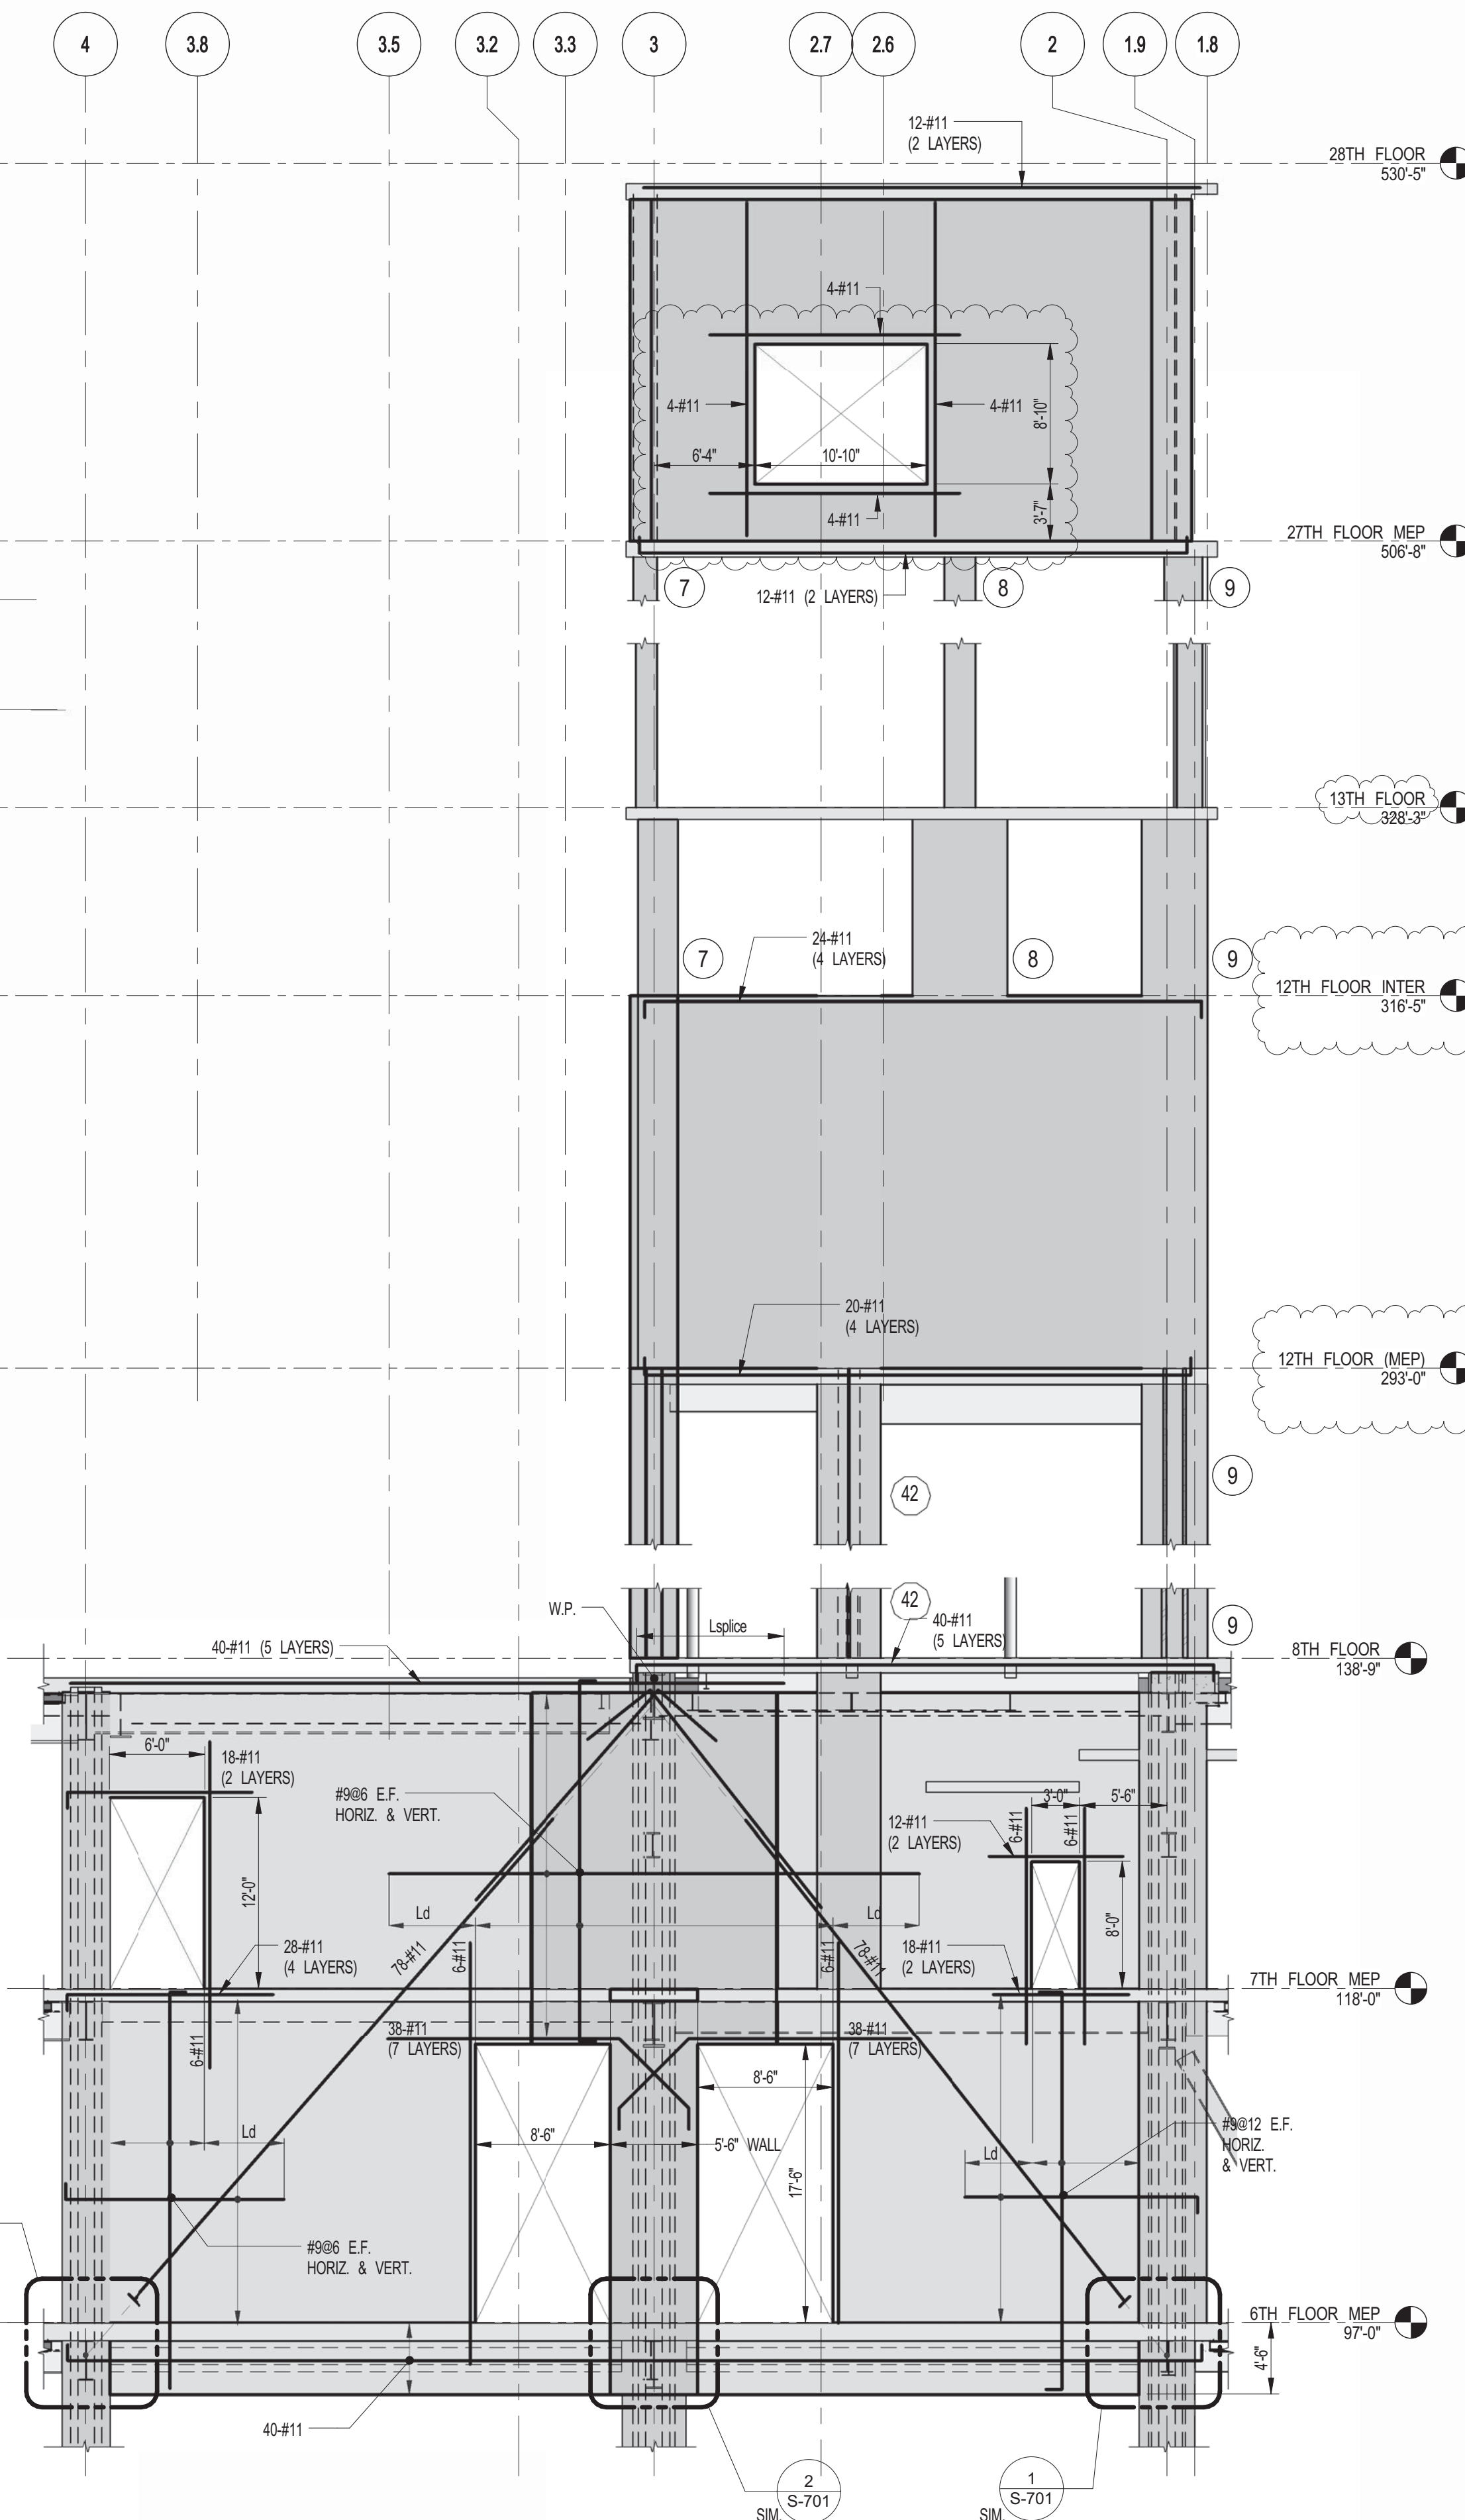 4 3.8 3.5 3.2 3.3 3 2.7 2.6 2 1.9 1.8
12-#11
(2 LAYERS)
28TH FLOOR
530'-5"
4-#11
4-#11
4-#11
8'-10"
6'-4"
10'-10"
3'-7"
4-#11
27TH FLOOR MEP
506'-8"
7
8
9
12-#11 (2 LAYERS)
13TH FLOOR
328'-3"
24-#11
(4 LAYERS)
7
8
9
12TH FLOOR INTER
316'-5"
20-#11
(4 LAYERS)
12TH FLOOR (MEP)
293'-0"
42
9
W.P.
Lsplice
42
40-#11
(5 LAYERS)
9
40-#11 (5 LAYERS)
8TH FLOOR
138'-9"
6'-0"
18-#11
(2 LAYERS)
#9@6 E.F.
HORIZ. & VERT.
12'-0"
12-#11
(2 LAYERS)
3'-0"
5'-6"
6-#11
6-#11
8'-0"
Ld
Ld
28-#11
(4 LAYERS)
78-#11
6-#11
6-#11
78-#11
18-#11
(2 LAYERS)
7TH FLOOR MEP
118'-0"
6-#11
38-#11
(7 LAYERS)
38-#11
(7 LAYERS)
8'-6"
Ld
8'-6"
5'-6" WALL
17'-6"
Ld
#9@12 E.F.
HORIZ.
& VERT.
#9@6 E.F.
HORIZ. & VERT.
6TH FLOOR MEP
97'-0"
4'-6"
40-#11
2
S-701
SIM.
1
S-701
SIM.